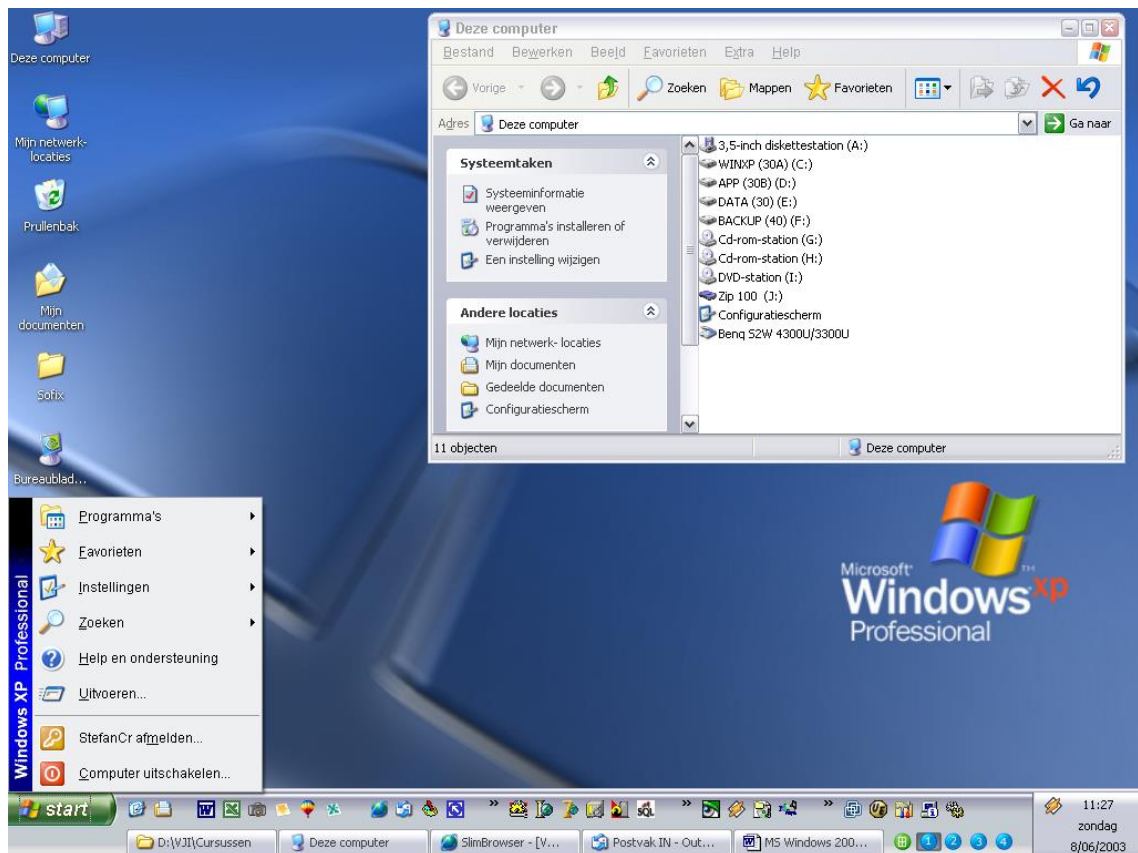 Deze computer
Mijn netwerk-
locaties
Prullenbak
Mijn
documenten
Sofix
Bureaublad...
Deze computer
Bestand Bewerken Beeld Favorieten Extra Help
Vorige Zoeken Mappen Favorieten
Adres Deze computer Ga naar
Systeemtaken
Systeeminformatie
weergeven
Programma's installeren of
verwijderen
Een instelling wijzigen
Andere locaties
Mijn netwerk- locaties
Mijn documenten
Gedeelde documenten
Configuratiescherm
3,5-inch diskettestation (A:)
WINXP (30A) (C:)
APP (30B) (D:)
DATA (30) (E:)
BACKUP (40) (F:)
Cd-rom-station (G:)
Cd-rom-station (H:)
DVD-station (I:)
Zip 100 (J:)
Configuratiescherm
Benq S2W 4300U/3300U
11 objecten Deze computer
Microsoft
Windows xp
TM
Professional
Windows XP Professional
Programma's
Favorieten
Instellingen
Zoeken
Help en ondersteuning
Uitvoeren...
StefanCr afmelden...
Computer uitschakelen...
start
SQL
11:27
zondag
8/06/2003
D:\VJI\Cursussen Deze computer SlimBrowser - [V... Postvak IN - Out... MS Windows 200... 1 2 3 4